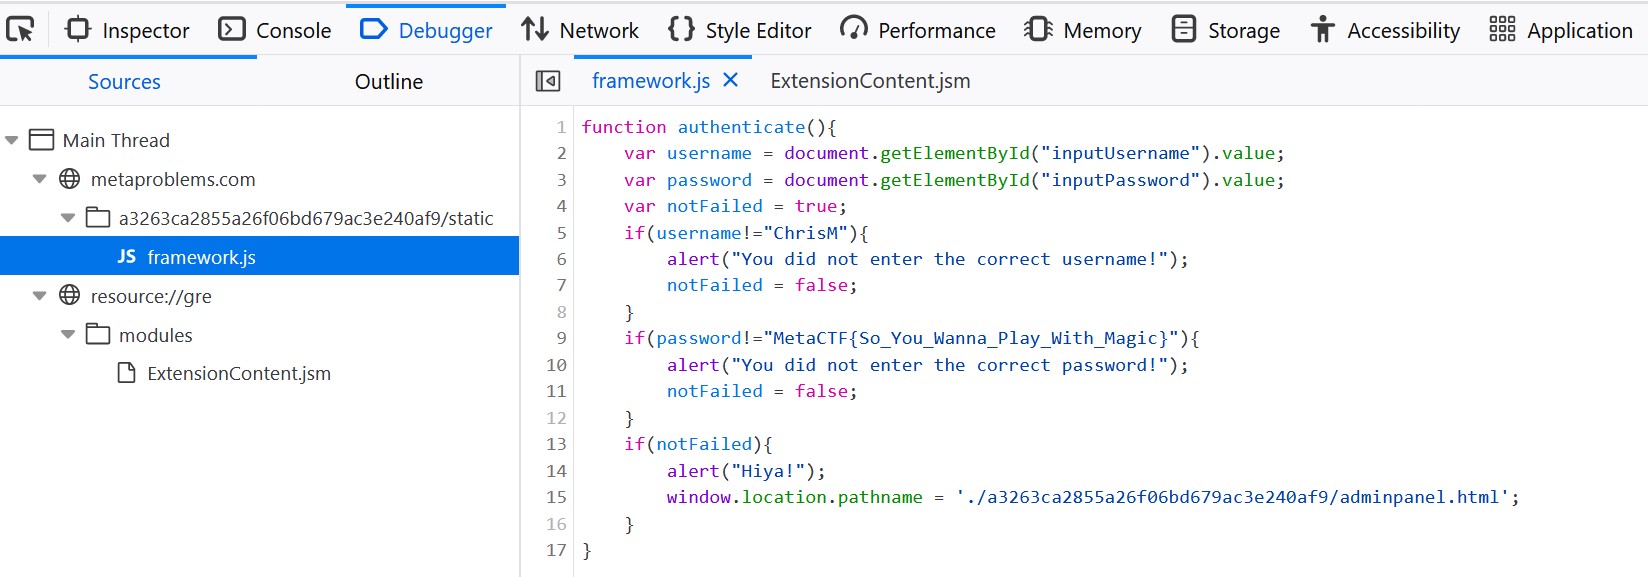 Inspector Console Debugger Network Style Editor Performance Memory Storage Accessibility Application
Sources Outline
framework.js ExtensionContent.jsm
Main Thread
metaproblems.com
a3263ca2855a26f06bd679ac3e240af9/static
JS framework.js
resource://gre
modules
ExtensionContent.jsm
1 function authenticate(){
2 var username = document.getElementById("inputUsername").value;
3 var password = document.getElementById("inputPassword").value;
4 var notFailed = true;
5 if(username!="ChrisM"){
6 alert("You did not enter the correct username!");
7 notFailed = false;
8 }
9 if(password!="MetaCTF{So_You_Wanna_Play_With_Magic}"){
10 alert("You did not enter the correct password!");
11 notFailed = false;
12 }
13 if(notFailed){
14 alert("Hiya!");
15 window.location.pathname = './a3263ca2855a26f06bd679ac3e240af9/adminpanel.html';
16 }
17 }